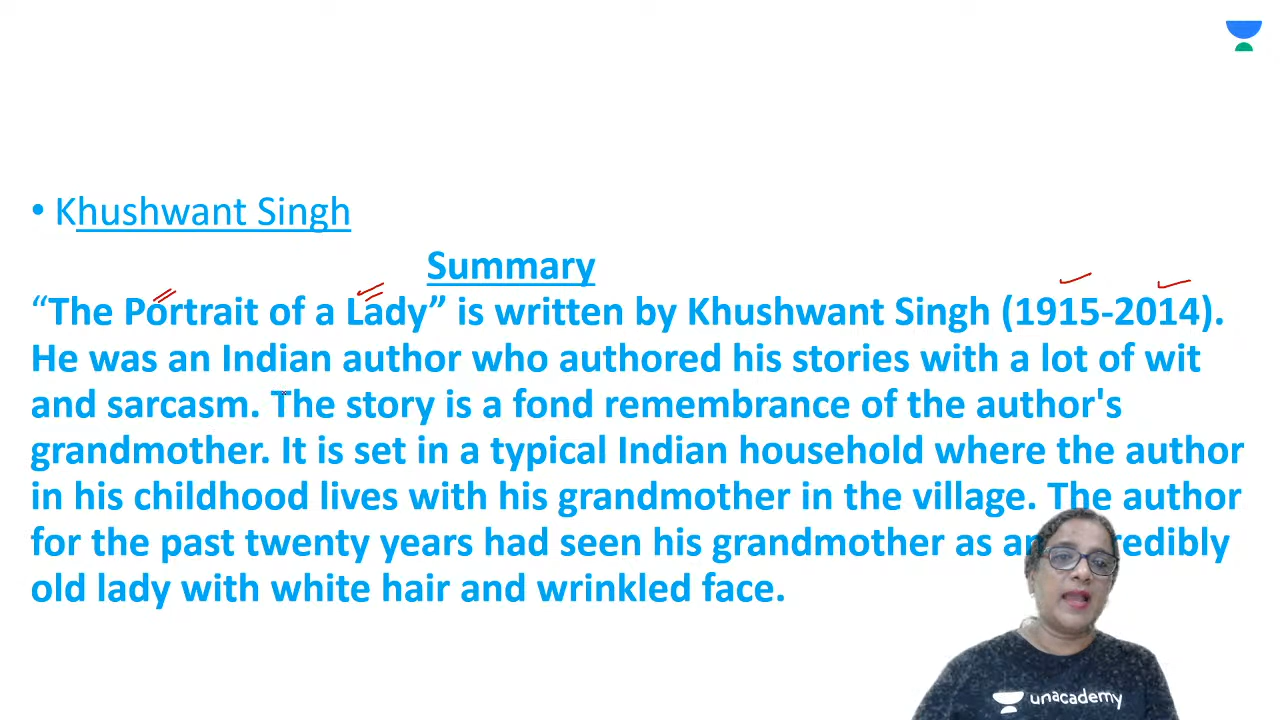 • Khushwant Singh
Summary
“The Portrait of a Lady” is written by Khushwant Singh (1915-2014).
He was an Indian author who authored his stories with a lot of wit
and sarcasm. The story is a fond remembrance of the author's
grandmother. It is set in a typical Indian household where the author
in his childhood lives with his grandmother in the village. The author
for the past twenty years had seen his grandmother as
old lady with white hair and wrinkled face.
unacademy